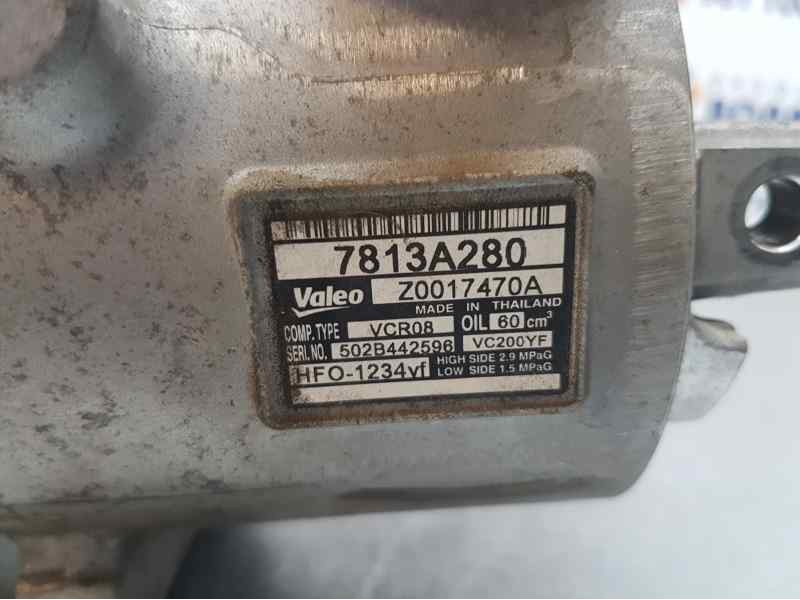 7813A280
Valeo Z0017470A
MADE IN THAILAND
COMP. TYPE VCR08 OIL 60 cm³
SERI. NO. 502B442596 VC200YF
HFO-1234yf HIGH SIDE 2.9 MPaG
LOW SIDE 1.5 MPaG